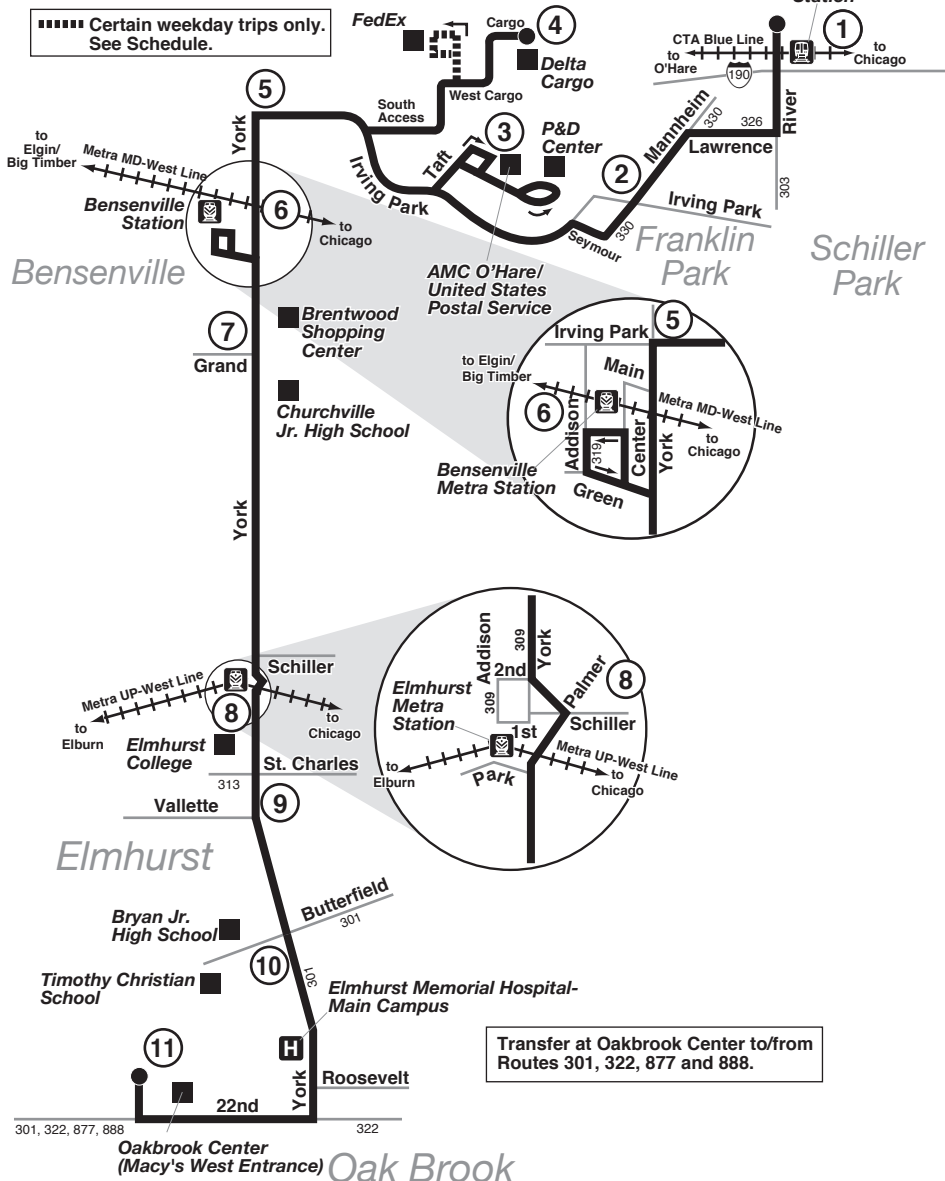 Certain weekday trips only.
See Schedule.
FedEx
Cargo
4
Delta
Cargo
West Cargo
South
Access
Station
1
CTA Blue Line
to
O'Hare
to
Chicago
190
River
Mannheim
330
326
Lawrence
303
5
York
3
P&D
Center
Taft
2
Irving Park
Irving Park
Seymour
330
Franklin
Park
Schiller
Park
to
Elgin/
Big Timber
Metra MD-West Line
Bensenville
Station
6
to
Chicago
Bensenville
AMC O'Hare/
United States
Postal Service
7
Grand
Brentwood
Shopping
Center
Churchville
Jr. High School
5
Irving Park
to Elgin/
Big Timber
Main
6
Metra MD-West Line
to
Chicago
Addison
319
Center
York
Bensenville
Metra Station
Green
York
Schiller
Metra UP-West Line
to
Elburn
8
to
Chicago
Elmhurst
College
St. Charles
313
Vallette
9
Elmhurst
Addison
309
York
2nd
309
Palmer
8
Elmhurst
Metra
Station
Schiller
1st
to
Elburn
Park
Metra UP-West Line
to
Chicago
Bryan Jr.
High School
Butterfield
301
10
301
Timothy Christian
School
Elmhurst Memorial Hospital-
Main Campus
H
11
York
Roosevelt
22nd
301, 322, 877, 888
322
Oakbrook Center
(Macy's West Entrance)
Oak Brook
Transfer at Oakbrook Center to/from
Routes 301, 322, 877 and 888.